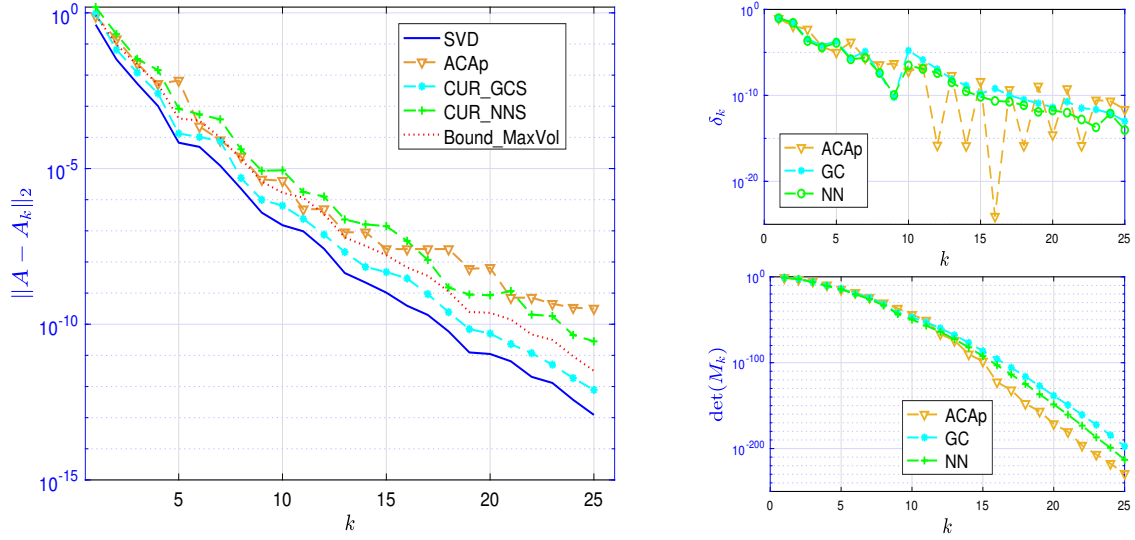 10^0
10^-5
10^-10
10^-15
||A − A_k||_2
5
10
15
20
25
k
SVD
ACAp
CUR_GCS
CUR_NNS
Bound_MaxVol
10^0
10^-10
10^-20
δ_k
0
5
10
15
20
25
k
ACAp
GC
NN
10^0
10^-100
10^-200
det(M_k)
0
5
10
15
20
25
k
ACAp
GC
NN